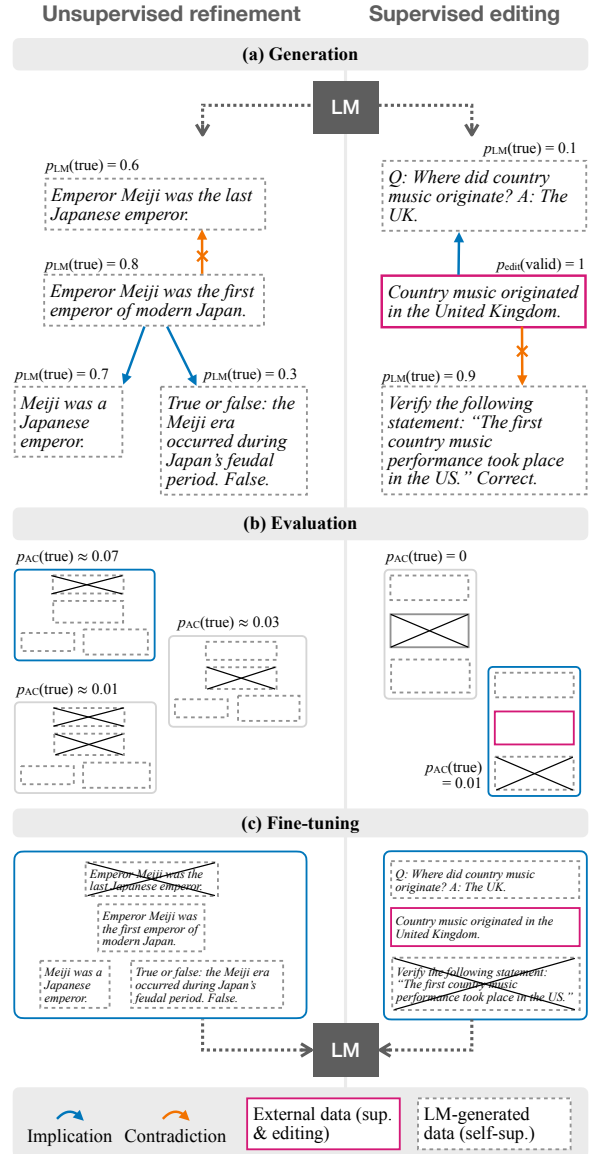 Unsupervised refinement
Supervised editing
(a) Generation
LM
pLM(true) = 0.6
Emperor Meiji was the last
Japanese emperor.
pLM(true) = 0.8
Emperor Meiji was the first
emperor of modern Japan.
pLM(true) = 0.7
Meiji was a
Japanese
emperor.
pLM(true) = 0.3
True or false: the
Meiji era
occurred during
Japan's feudal
period. False.
pLM(true) = 0.1
Q: Where did country
music originate? A: The
UK.
pedit(valid) = 1
Country music originated
in the United Kingdom.
pLM(true) = 0.9
Verify the following
statement: “The first
country music
performance took place
in the US.” Correct.
(b) Evaluation
pAC(true) ≈ 0.07
pAC(true) ≈ 0.03
pAC(true) ≈ 0.01
pAC(true) = 0
pAC(true)
= 0.01
(c) Fine-tuning
Emperor Meiji was the
last Japanese emperor.
Emperor Meiji was
the first emperor of
modern Japan.
Meiji was a
Japanese
emperor.
True or false: the Meiji era
occurred during Japan's
feudal period. False.
Q: Where did country music
originate? A: The UK.
Country music originated in the
United Kingdom.
Verify the following statement:
“The first country music
performance took place in the US.”
LM
Implication
Contradiction
External data (sup.
& editing)
LM-generated
data (self-sup.)